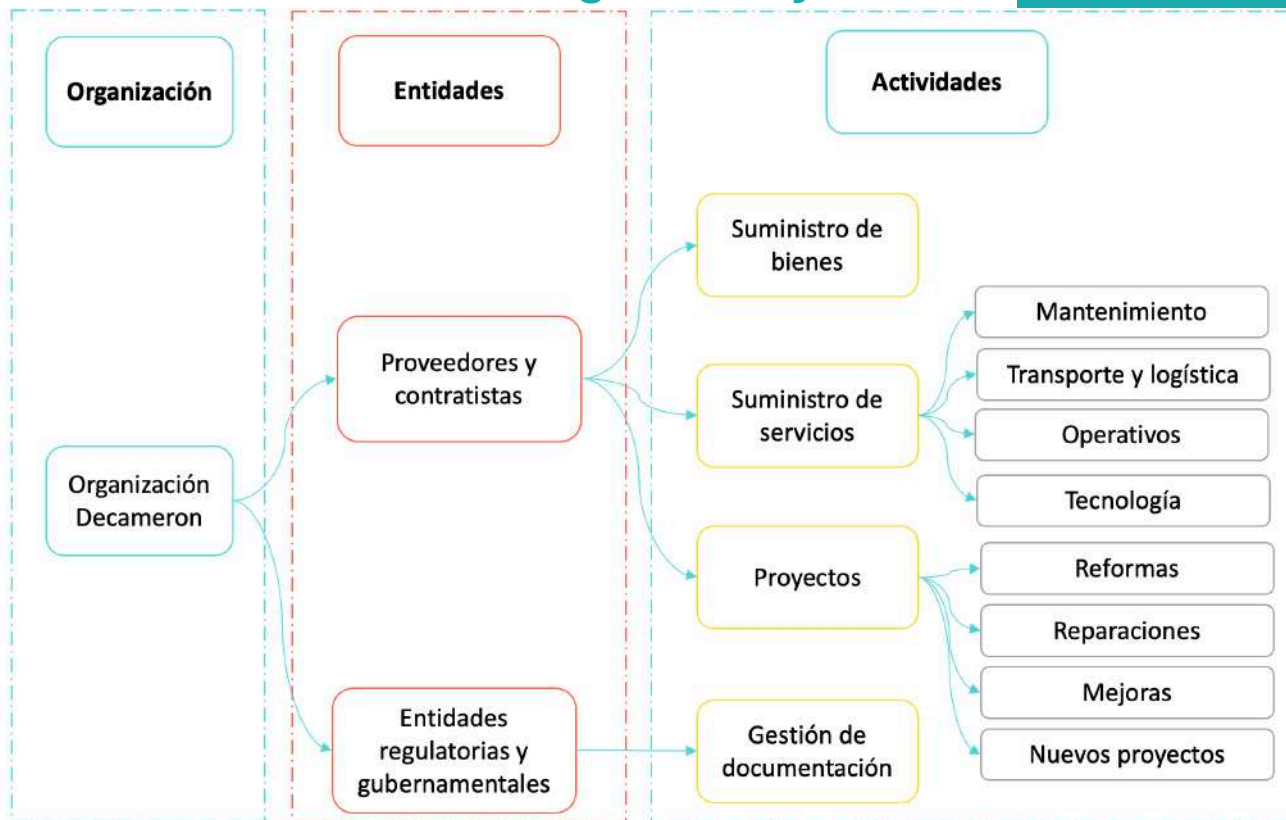 Organización
Entidades
Actividades
Organización
Decameron
Proveedores y
contratistas
Entidades
regulatorias y
gubernamentales
Suministro de
bienes
Suministro de
servicios
Proyectos
Gestión de
documentación
Mantenimiento
Transporte y logística
Operativos
Tecnología
Reformas
Reparaciones
Mejoras
Nuevos proyectos